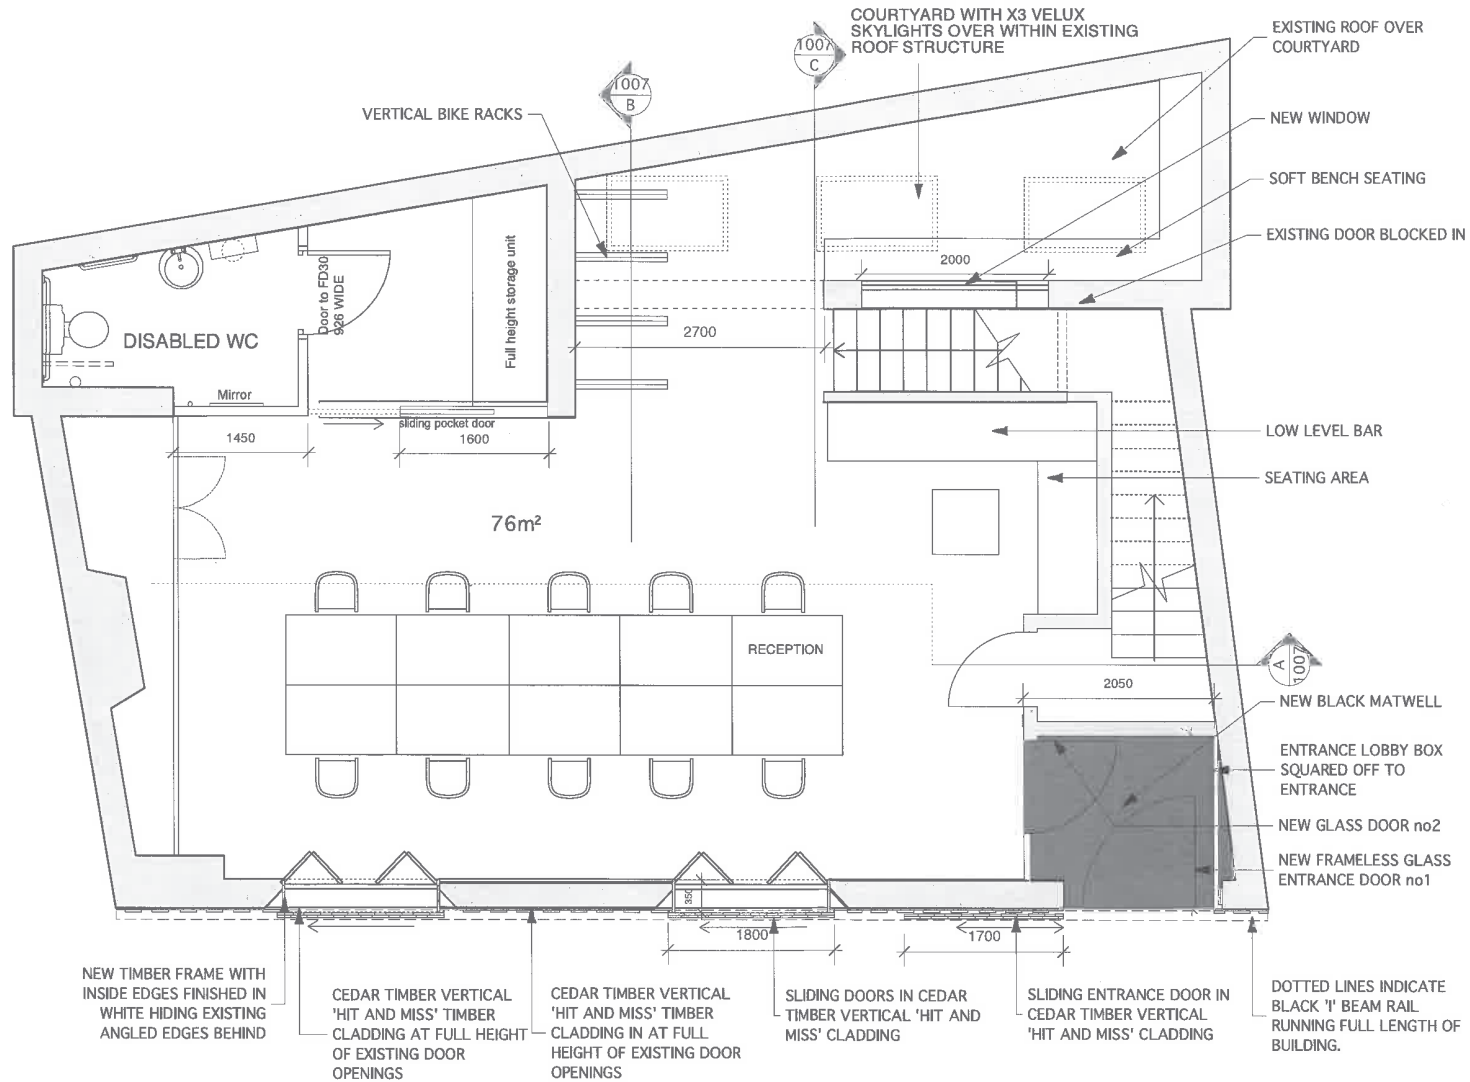 COURTYARD WITH X3 VELUX
SKYLIGHTS OVER WITHIN EXISTING
ROOF STRUCTURE
EXISTING ROOF OVER
COURTYARD
1007
C
1007
B
VERTICAL BIKE RACKS
NEW WINDOW
SOFT BENCH SEATING
EXISTING DOOR BLOCKED IN
2000
Door to FD30
926 WIDE
Full height storage unit
DISABLED WC
2700
Mirror
sliding pocket door
1450
1600
LOW LEVEL BAR
SEATING AREA
76m²
RECEPTION
A
1007
2050
NEW BLACK MATWELL
ENTRANCE LOBBY BOX
SQUARED OFF TO
ENTRANCE
NEW GLASS DOOR no2
NEW FRAMELESS GLASS
ENTRANCE DOOR no1
350
1800
1700
NEW TIMBER FRAME WITH
INSIDE EDGES FINISHED IN
WHITE HIDING EXISTING
ANGLED EDGES BEHIND
CEDAR TIMBER VERTICAL
'HIT AND MISS' TIMBER
CLADDING AT FULL HEIGHT
OF EXISTING DOOR
OPENINGS
CEDAR TIMBER VERTICAL
'HIT AND MISS' TIMBER
CLADDING IN AT FULL
HEIGHT OF EXISTING DOOR
OPENINGS
SLIDING DOORS IN CEDAR
TIMBER VERTICAL 'HIT AND
MISS' CLADDING
SLIDING ENTRANCE DOOR IN
CEDAR TIMBER VERTICAL
'HIT AND MISS' CLADDING
DOTTED LINES INDICATE
BLACK 'I' BEAM RAIL
RUNNING FULL LENGTH OF
BUILDING.